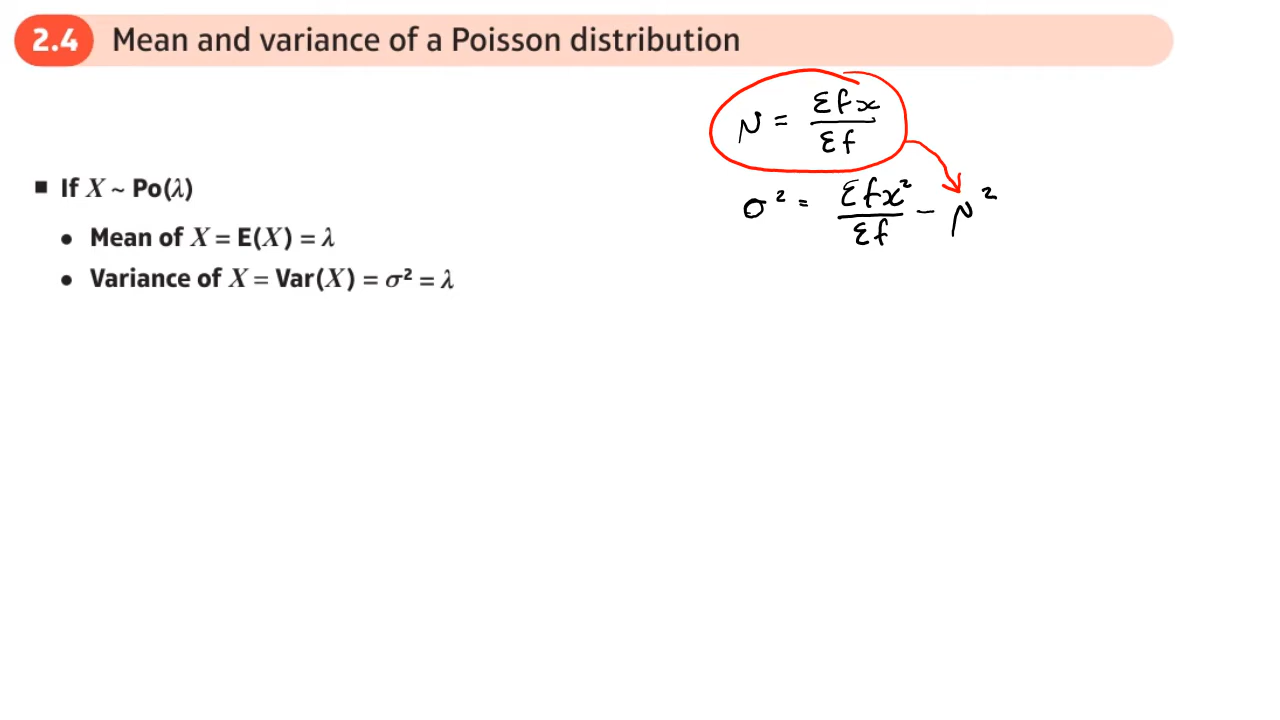 2.4 Mean and variance of a Poisson distribution
μ = Σfx / Σf
σ² = Σfx² / Σf − μ²
■ If X ~ Po(λ)
• Mean of X = E(X) = λ
• Variance of X = Var(X) = σ² = λ